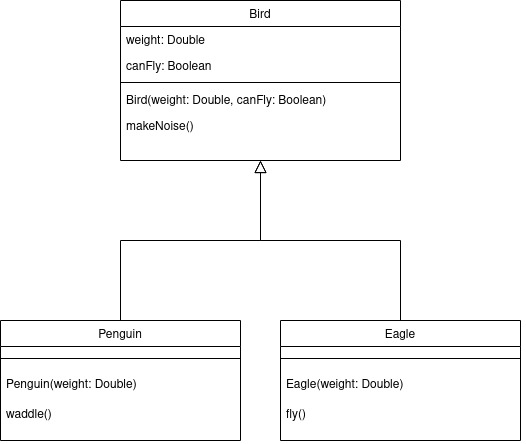 Bird
weight: Double
canFly: Boolean
Bird(weight: Double, canFly: Boolean)
makeNoise()
Penguin
Penguin(weight: Double)
waddle()
Eagle
Eagle(weight: Double)
fly()